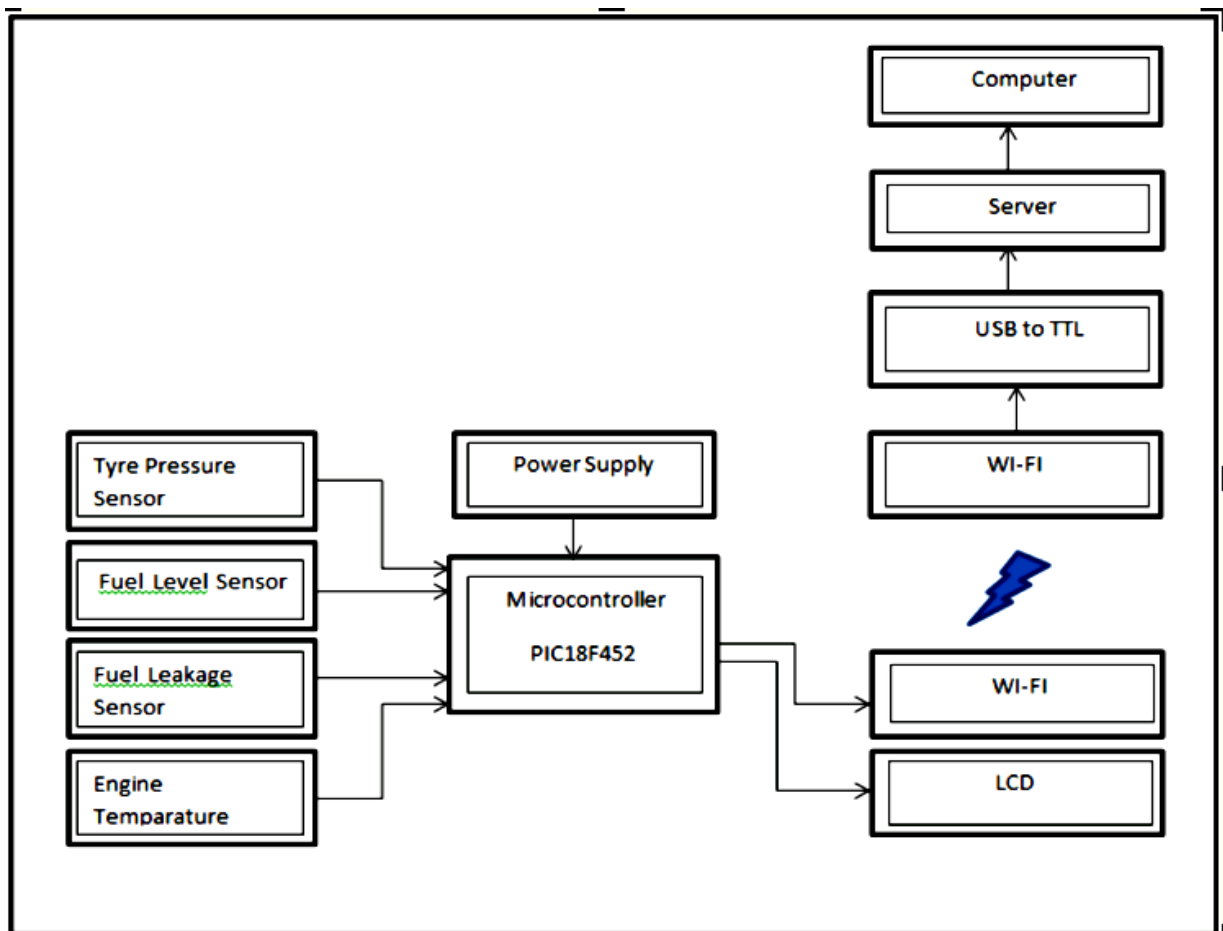 Computer
Server
USB to TTL
WI-FI
Tyre Pressure
Sensor
Fuel Level Sensor
Fuel Leakage
Sensor
Engine
Temparature
Power Supply
Microcontroller
PIC18F452
WI-FI
LCD